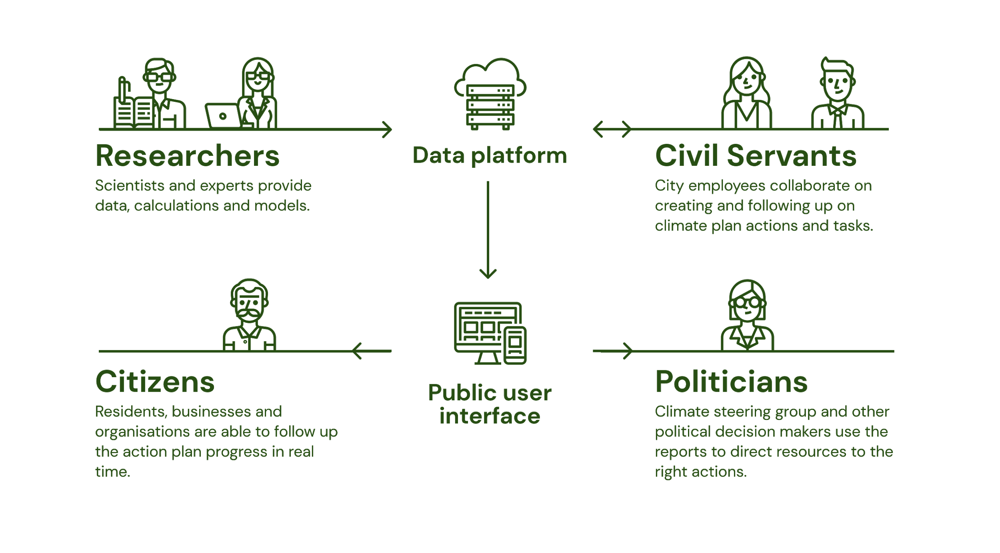 Researchers
Scientists and experts provide
data, calculations and models.
Data platform
Civil Servants
City employees collaborate on
creating and following up on
climate plan actions and tasks.
Citizens
Residents, businesses and
organisations are able to follow up
the action plan progress in real
time.
Public user
interface
Politicians
Climate steering group and other
political decision makers use the
reports to direct resources to the
right actions.